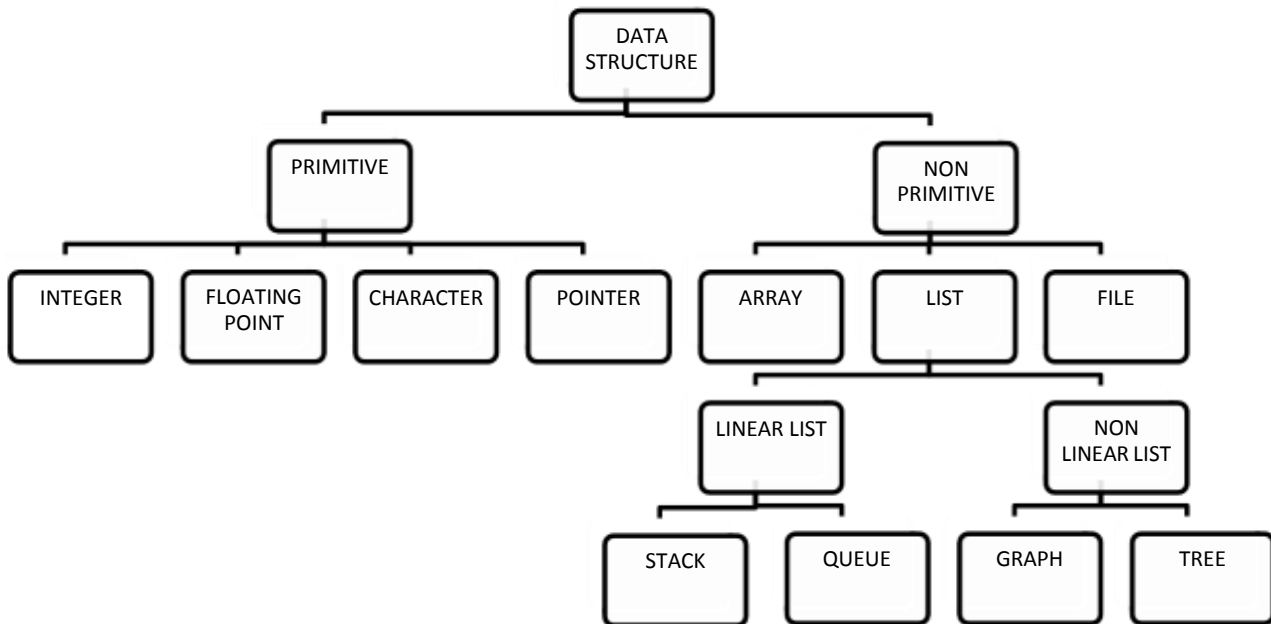 DATA
STRUCTURE
PRIMITIVE
NON
PRIMITIVE
INTEGER
FLOATING
POINT
CHARACTER
POINTER
ARRAY
LIST
FILE
LINEAR LIST
NON
LINEAR LIST
STACK
QUEUE
GRAPH
TREE